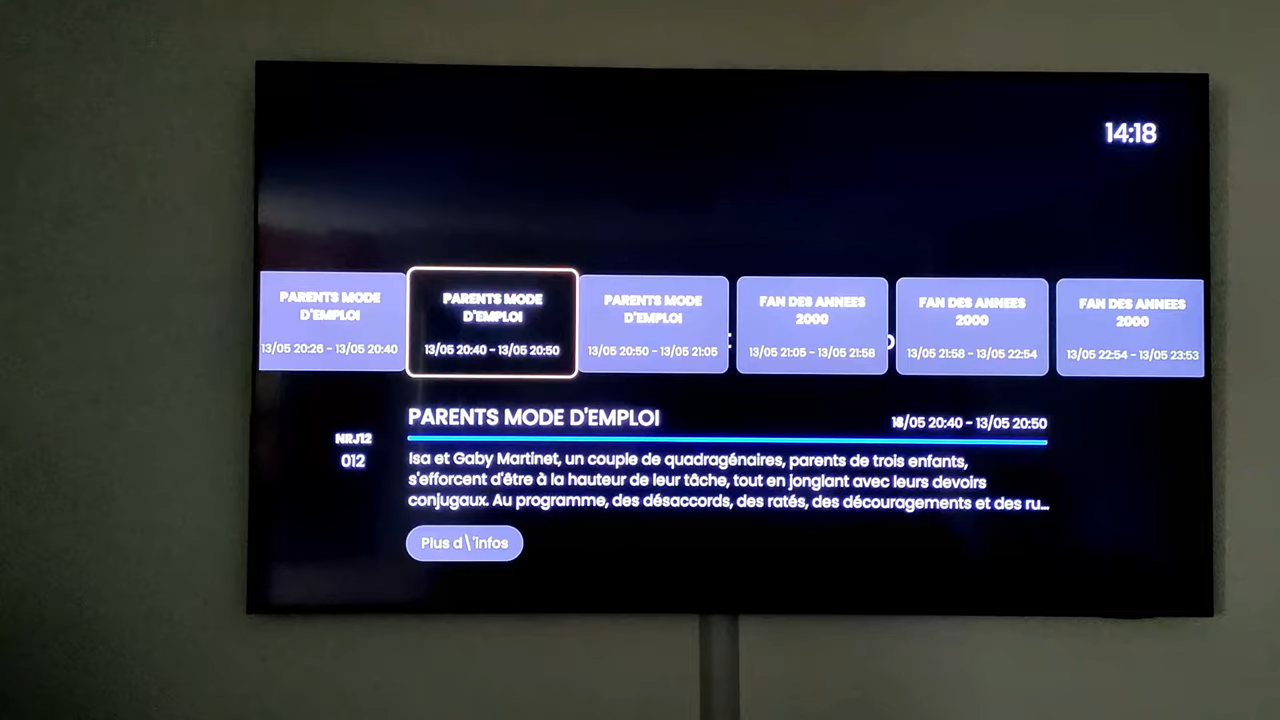 14:18
PARENTS MODE
D'EMPLOI
13/05 20:26 - 13/05 20:40
PARENTS MODE
D'EMPLOI
13/05 20:40 - 13/05 20:50
PARENTS MODE
D'EMPLOI
13/05 20:50 - 13/05 21:05
FAN DES ANNEES
2000
13/05 21:05 - 13/05 21:58
FAN DES ANNEES
2000
13/05 21:58 - 13/05 22:54
FAN DES ANNEES
2000
13/05 22:54 - 13/05 23:53
NRJ12
012
PARENTS MODE D'EMPLOI
13/05 20:40 - 13/05 20:50
Isa et Gaby Martinet, un couple de quadragénaires, parents de trois enfants,
s'efforcent d'être à la hauteur de leur tâche, tout en jonglant avec leurs devoirs
conjugaux. Au programme, des désaccords, des ratés, des découragements et des ru...
Plus d\'infos